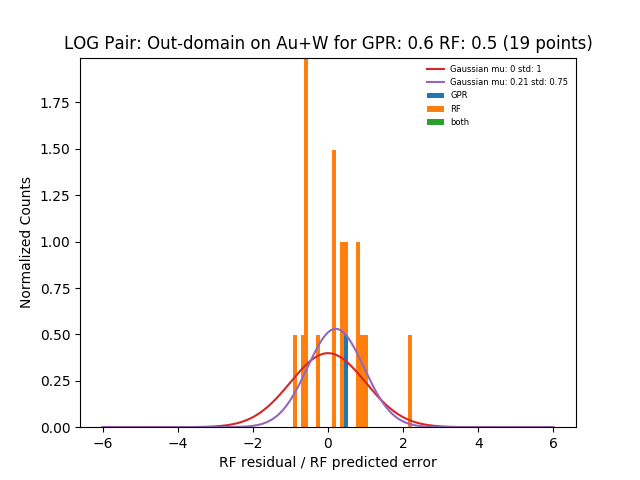 LOG Pair: Out-domain on Au+W for GPR: 0.6 RF: 0.5 (19 points)
Gaussian mu: 0 std: 1
Gaussian mu: 0.21 std: 0.75
GPR
RF
both
Normalized Counts
1.75
1.50
1.25
1.00
0.75
0.50
0.25
0.00
−6 −4 −2 0 2 4 6
RF residual / RF predicted error